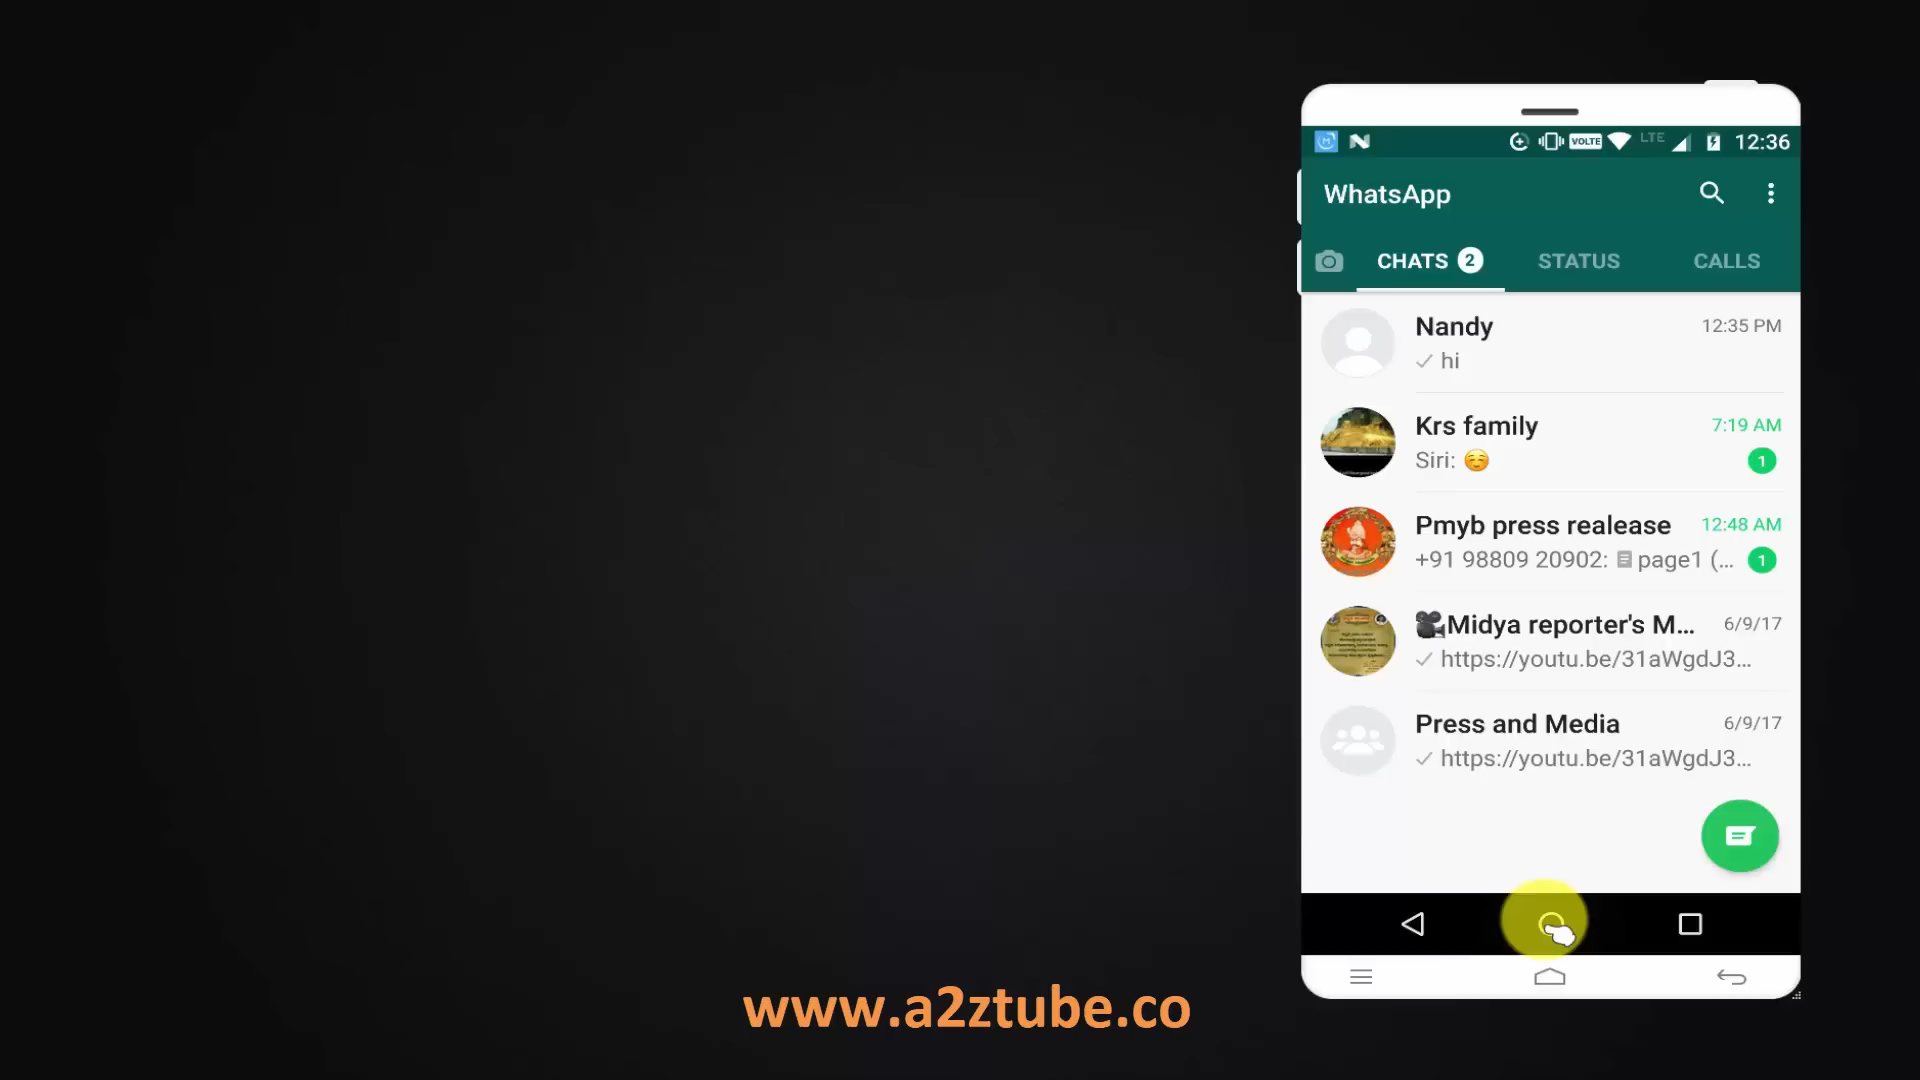 VOLTE LTE 12:36
WhatsApp
CHATS 2 STATUS CALLS
Nandy 12:35 PM
hi
Krs family 7:19 AM
Siri: ☺️ 1
Pmyb press realease 12:48 AM
+91 98809 20902: page1 (... 1
🎥Midya reporter's M... 6/9/17
https://youtu.be/31aWgdJ3...
Press and Media 6/9/17
https://youtu.be/31aWgdJ3...
www.a2ztube.co